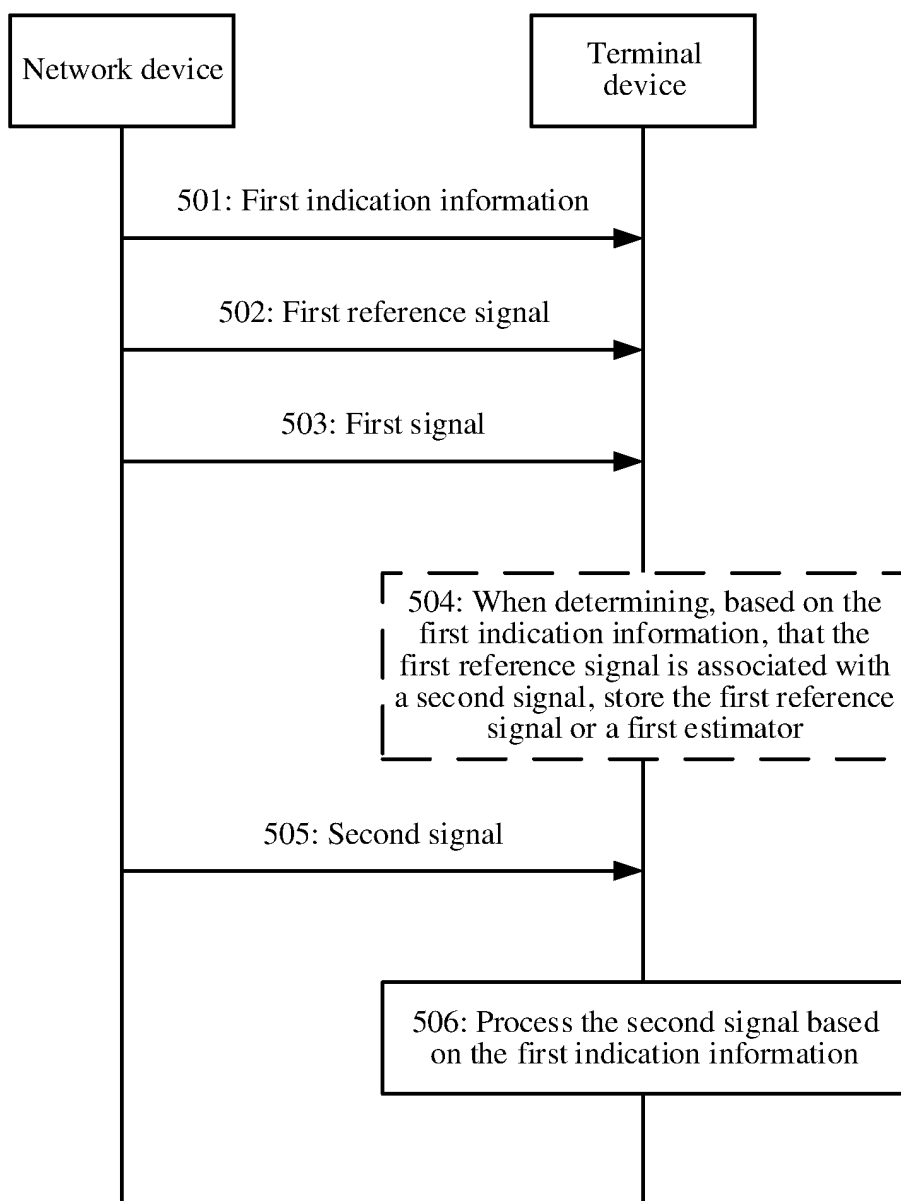 Network device
Terminal
device
501: First indication information
502: First reference signal
503: First signal
504: When determining, based on the
first indication information, that the
first reference signal is associated with
a second signal, store the first reference
signal or a first estimator
505: Second signal
506: Process the second signal based
on the first indication information